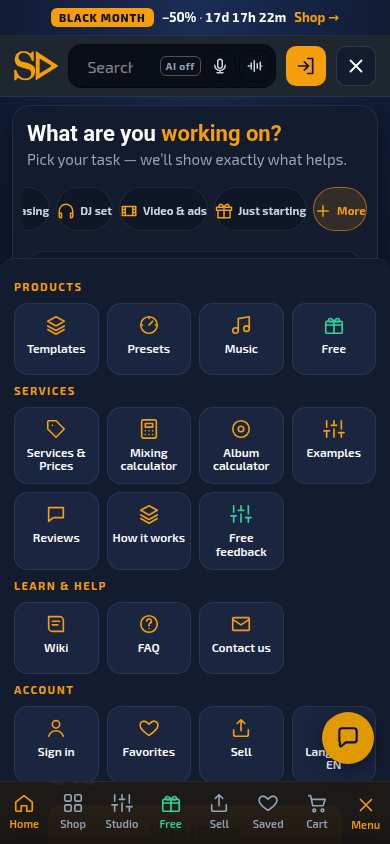 BLACK MONTH −50% · 17d 17h 22m Shop →
Search AI off
What are you working on?
Pick your task — we'll show exactly what helps.
DJ set Video & ads Just starting + More
PRODUCTS
Templates Presets Music Free
SERVICES
Services & Prices Mixing calculator Album calculator Examples
Reviews How it works Free feedback
LEARN & HELP
Wiki FAQ Contact us
ACCOUNT
Sign in Favorites Sell
EN
Home Shop Studio Free Sell Saved Cart Menu